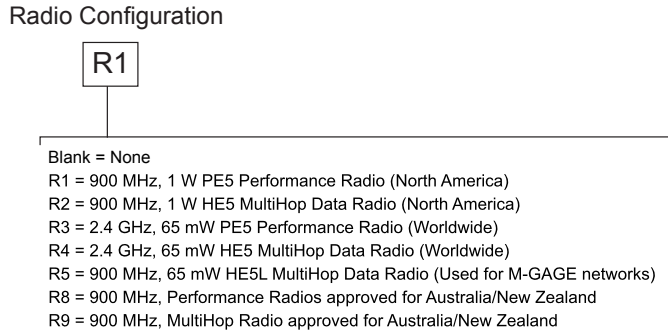 Radio Configuration
R1
Blank = None
R1 = 900 MHz, 1 W PE5 Performance Radio (North America)
R2 = 900 MHz, 1 W HE5 MultiHop Data Radio (North America)
R3 = 2.4 GHz, 65 mW PE5 Performance Radio (Worldwide)
R4 = 2.4 GHz, 65 mW HE5 MultiHop Data Radio (Worldwide)
R5 = 900 MHz, 65 mW HE5L MultiHop Data Radio (Used for M-GAGE networks)
R8 = 900 MHz, Performance Radios approved for Australia/New Zealand
R9 = 900 MHz, MultiHop Radio approved for Australia/New Zealand